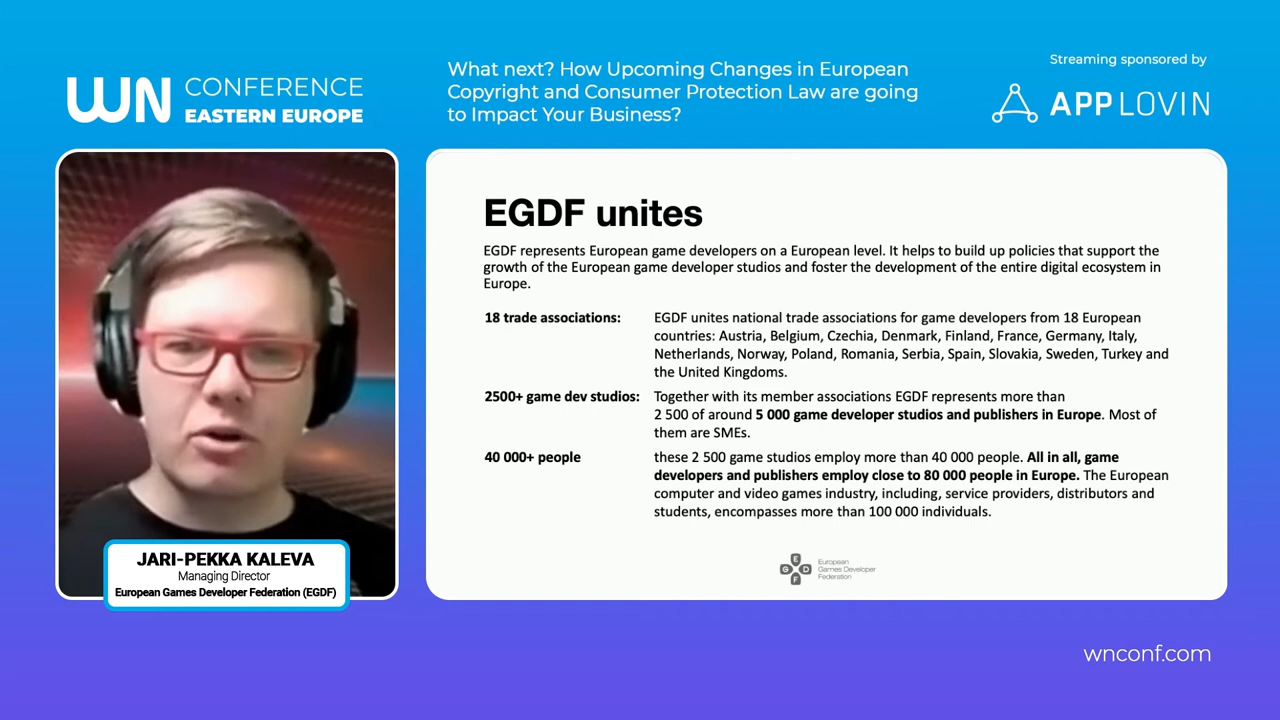 WN CONFERENCE
EASTERN EUROPE
What next? How Upcoming Changes in European
Copyright and Consumer Protection Law are going
to Impact Your Business?
Streaming sponsored by
APPLOVIN
EGDF unites
EGDF represents European game developers on a European level. It helps to build up policies that support the
growth of the European game developer studios and foster the development of the entire digital ecosystem in
Europe.
18 trade associations: EGDF unites national trade associations for game developers from 18 European
countries: Austria, Belgium, Czechia, Denmark, Finland, France, Germany, Italy,
Netherlands, Norway, Poland, Romania, Serbia, Spain, Slovakia, Sweden, Turkey and
the United Kingdoms.
2500+ game dev studios: Together with its member associations EGDF represents more than
2 500 of around 5 000 game developer studios and publishers in Europe. Most of
them are SMEs.
40 000+ people these 2 500 game studios employ more than 40 000 people. All in all, game
developers and publishers employ close to 80 000 people in Europe. The European
computer and video games industry, including, service providers, distributors and
students, encompasses more than 100 000 individuals.
E
G D
F
European
Games Developer
Federation
JARI-PEKKA KALEVA
Managing Director
European Games Developer Federation (EGDF)
wnconf.com